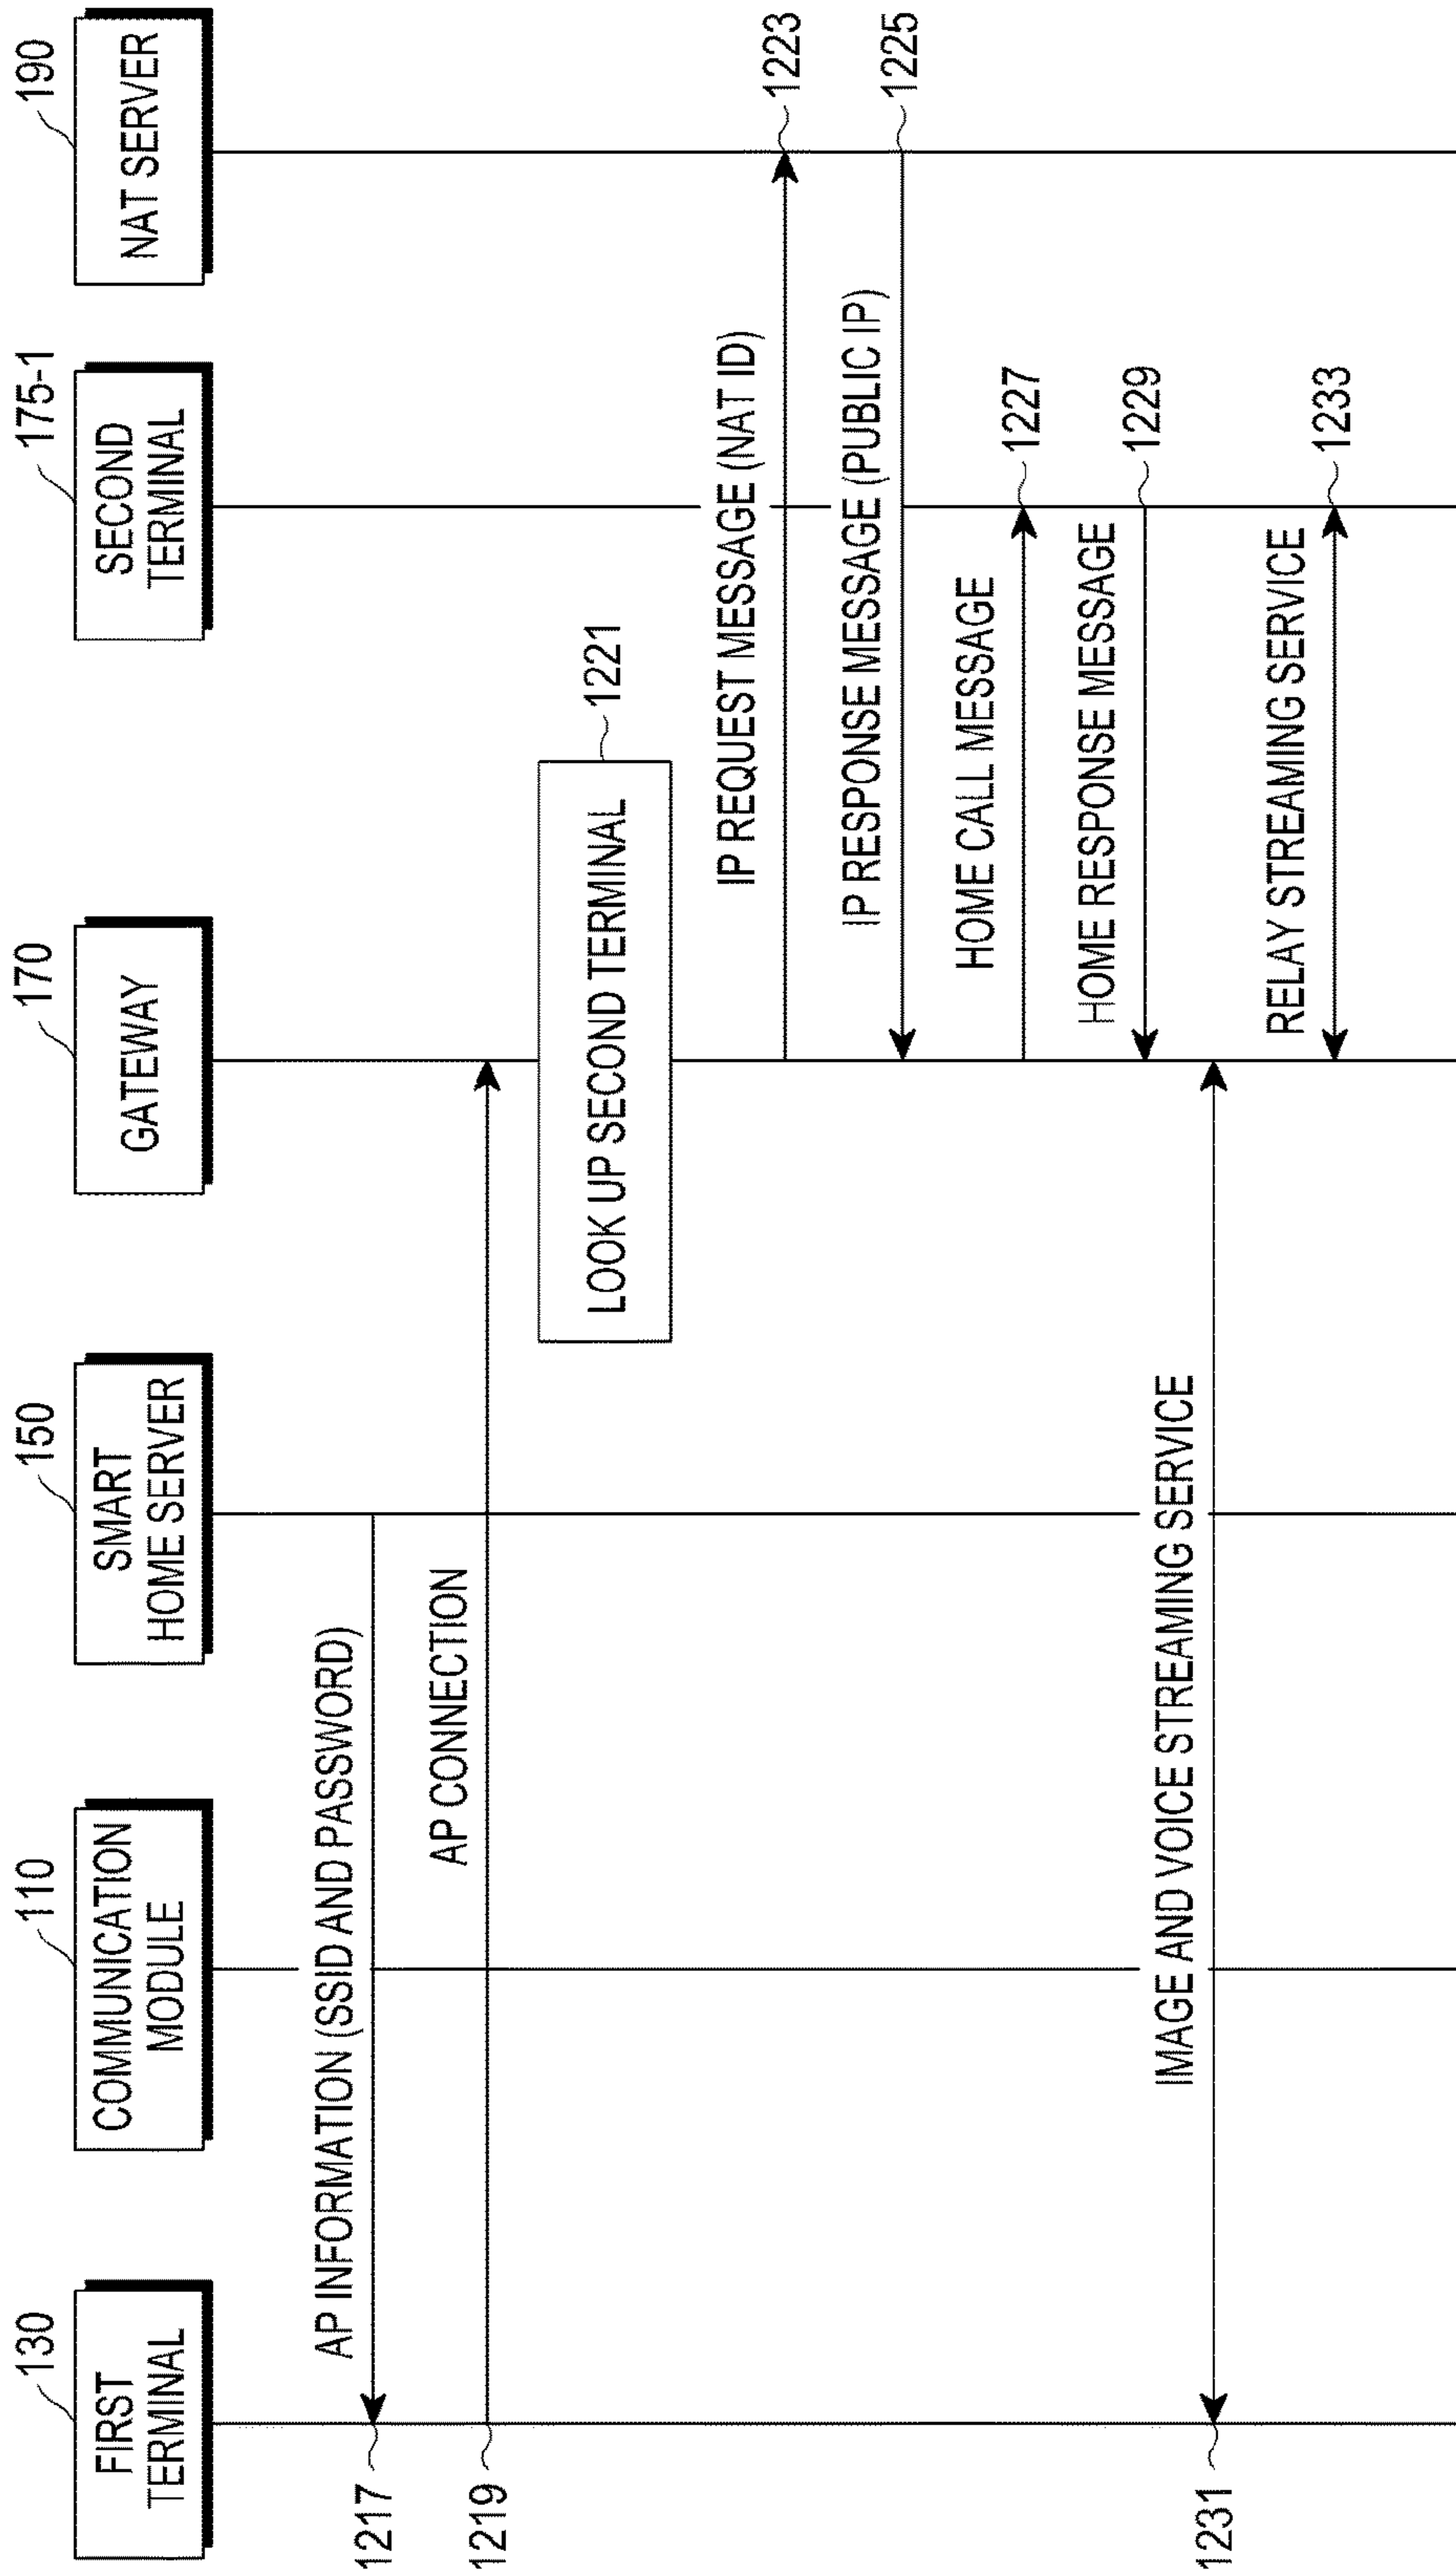 130
FIRST
TERMINAL
110
COMMUNICATION
MODULE
150
SMART
HOME SERVER
170
GATEWAY
175-1
SECOND
TERMINAL
190
NAT SERVER
1217
AP INFORMATION (SSID AND PASSWORD)
1219
AP CONNECTION
LOOK UP SECOND TERMINAL
1221
IP REQUEST MESSAGE (NAT ID)
1223
IP RESPONSE MESSAGE (PUBLIC IP)
1225
HOME CALL MESSAGE
1227
HOME RESPONSE MESSAGE
1229
1231
IMAGE AND VOICE STREAMING SERVICE
RELAY STREAMING SERVICE
1233